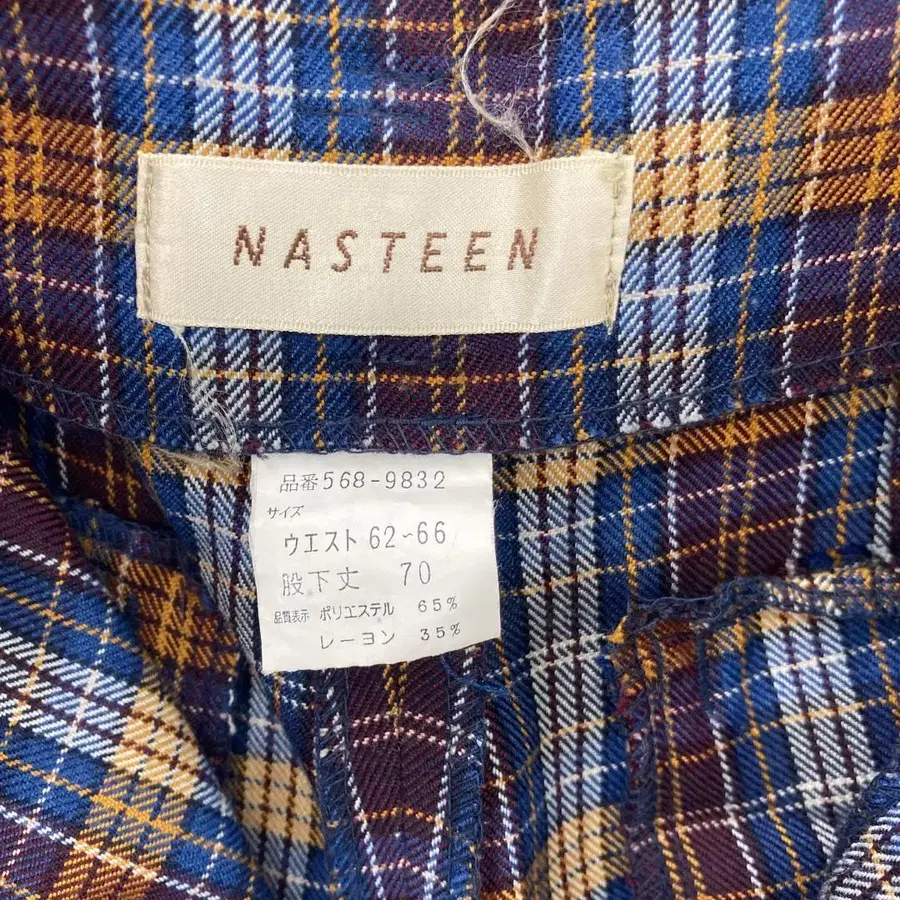 NASTEEN
品番568-9832
サイズ
ウエスト 62~66
股下丈 70
品質表示 ポリエステル 65%
レーヨン 35%